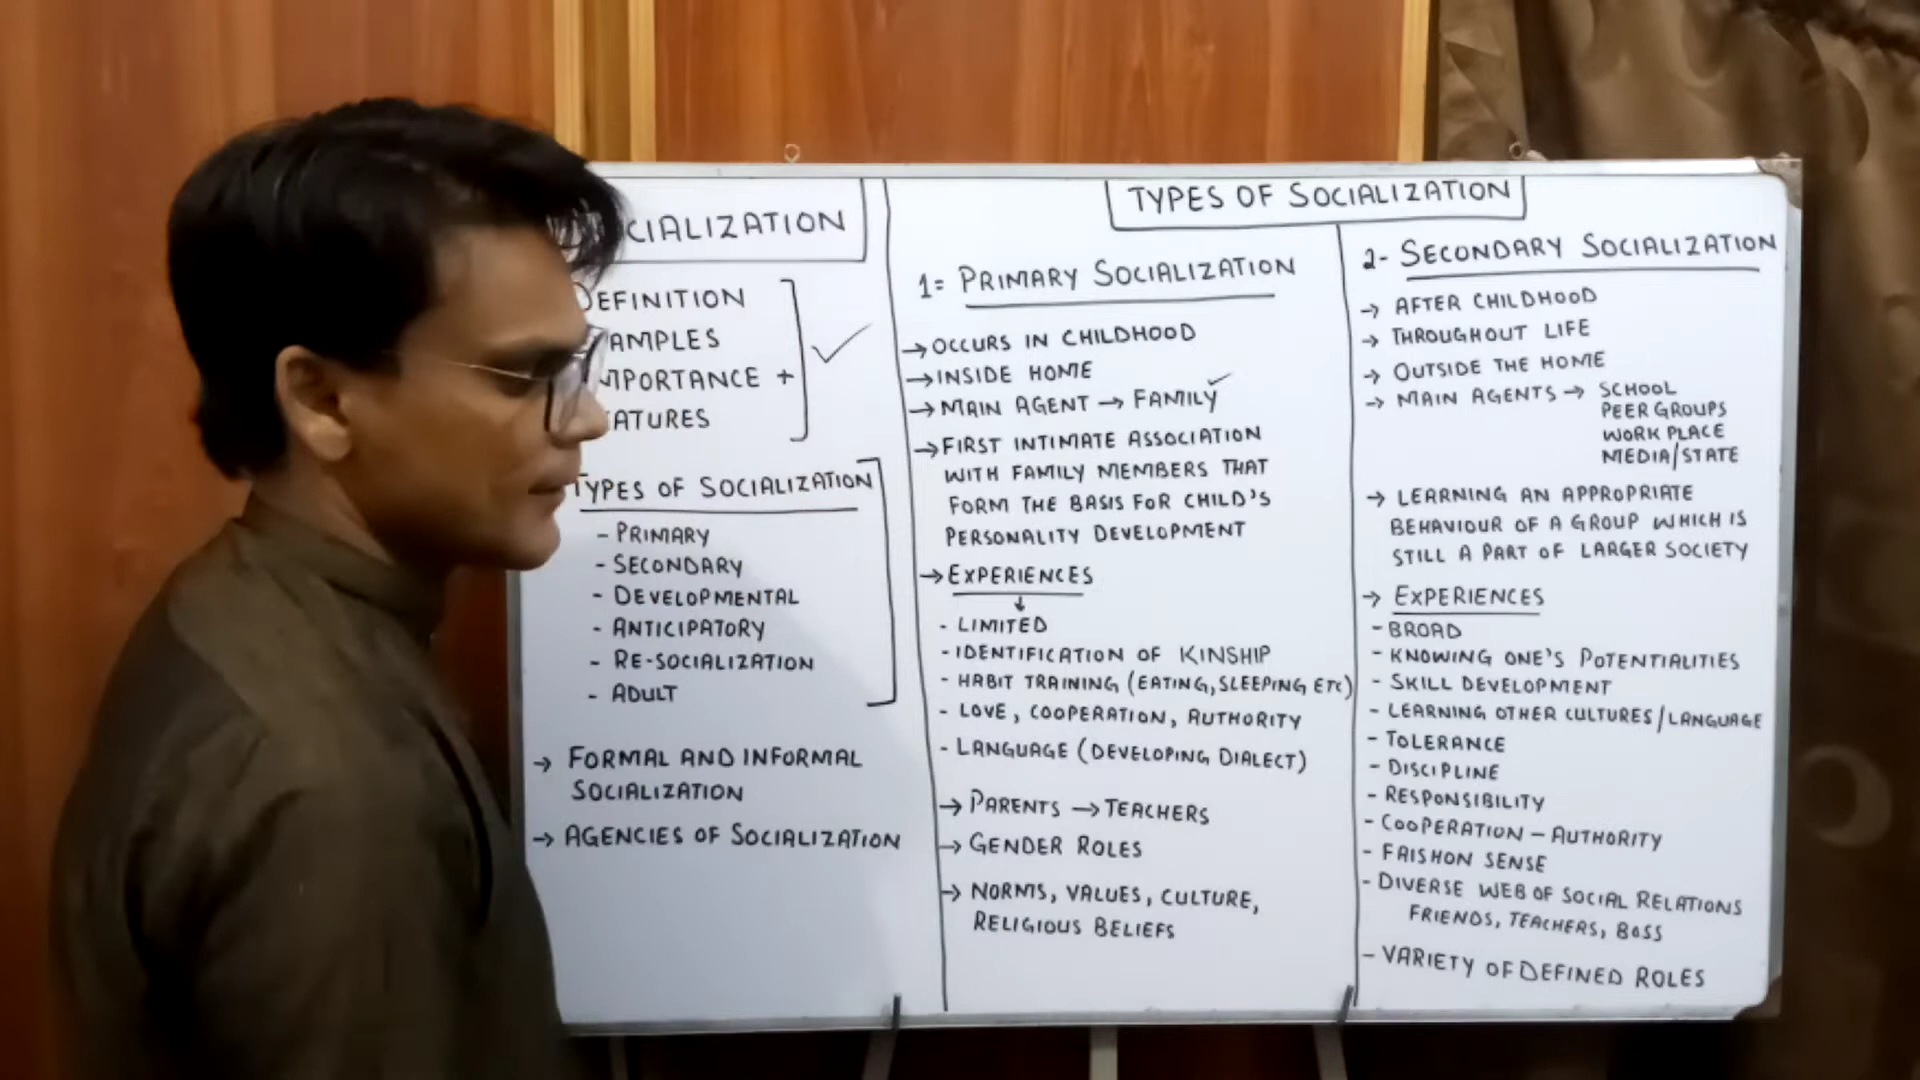 CIALIZATION
DEFINITION
AMPLES
MPORTANCE +
ATURES
TYPES OF SOCIALIZATION
- PRIMARY
- SECONDARY
- DEVELOPMENTAL
- ANTICIPATORY
- RE-SOCIALIZATION
- ADULT
→ FORMAL AND INFORMAL
SOCIALIZATION
→ AGENCIES OF SOCIALIZATION
TYPES OF SOCIALIZATION
1= PRIMARY SOCIALIZATION
→ OCCURS IN CHILDHOOD
→ INSIDE HOME
→ MAIN AGENT → FAMILY
→ FIRST INTIMATE ASSOCIATION
WITH FAMILY MEMBERS THAT
FORM THE BASIS FOR CHILD'S
PERSONALITY DEVELOPMENT
→ EXPERIENCES
↓
- LIMITED
- IDENTIFICATION OF KINSHIP
- HABIT TRAINING (EATING, SLEEPING ETC)
- LOVE, COOPERATION, AUTHORITY
- LANGUAGE (DEVELOPING DIALECT)
→ PARENTS → TEACHERS
→ GENDER ROLES
→ NORMS, VALUES, CULTURE,
RELIGIOUS BELIEFS
2- SECONDARY SOCIALIZATION
→ AFTER CHILDHOOD
→ THROUGHOUT LIFE
→ OUTSIDE THE HOME
→ MAIN AGENTS → SCHOOL
PEER GROUPS
WORK PLACE
MEDIA/STATE
→ LEARNING AN APPROPRIATE
BEHAVIOUR OF A GROUP WHICH IS
STILL A PART OF LARGER SOCIETY
→ EXPERIENCES
- BROAD
- KNOWING ONE'S POTENTIALITIES
- SKILL DEVELOPMENT
- LEARNING OTHER CULTURES/LANGUAGE
- TOLERANCE
- DISCIPLINE
- RESPONSIBILITY
- COOPERATION - AUTHORITY
- FAISHON SENSE
- DIVERSE WEB OF SOCIAL RELATIONS
FRIENDS, TEACHERS, BOSS
- VARIETY OF DEFINED ROLES